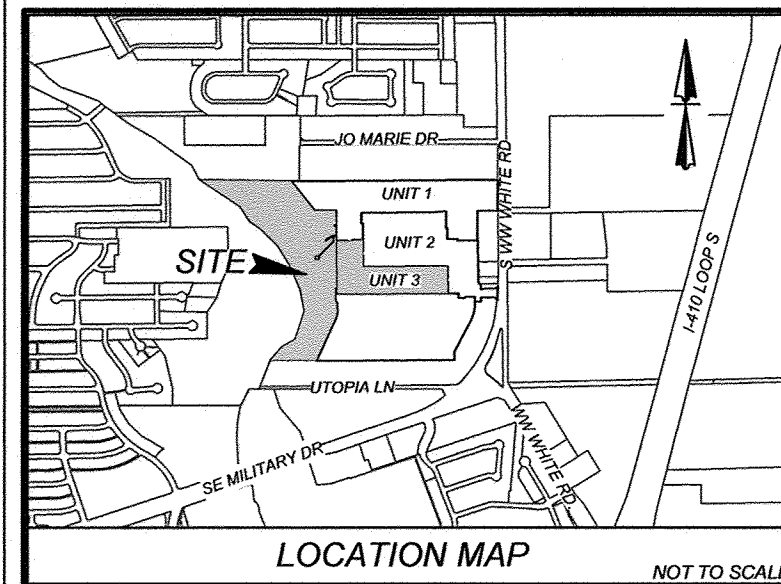 JO MARIE DR
UNIT 1
S WW WHITE RD
UNIT 2
SITE
UNIT 3
I-410 LOOP S
UTOPIA LN
SE MILITARY DR
WW WHITE RD
LOCATION MAP
NOT TO SCALE